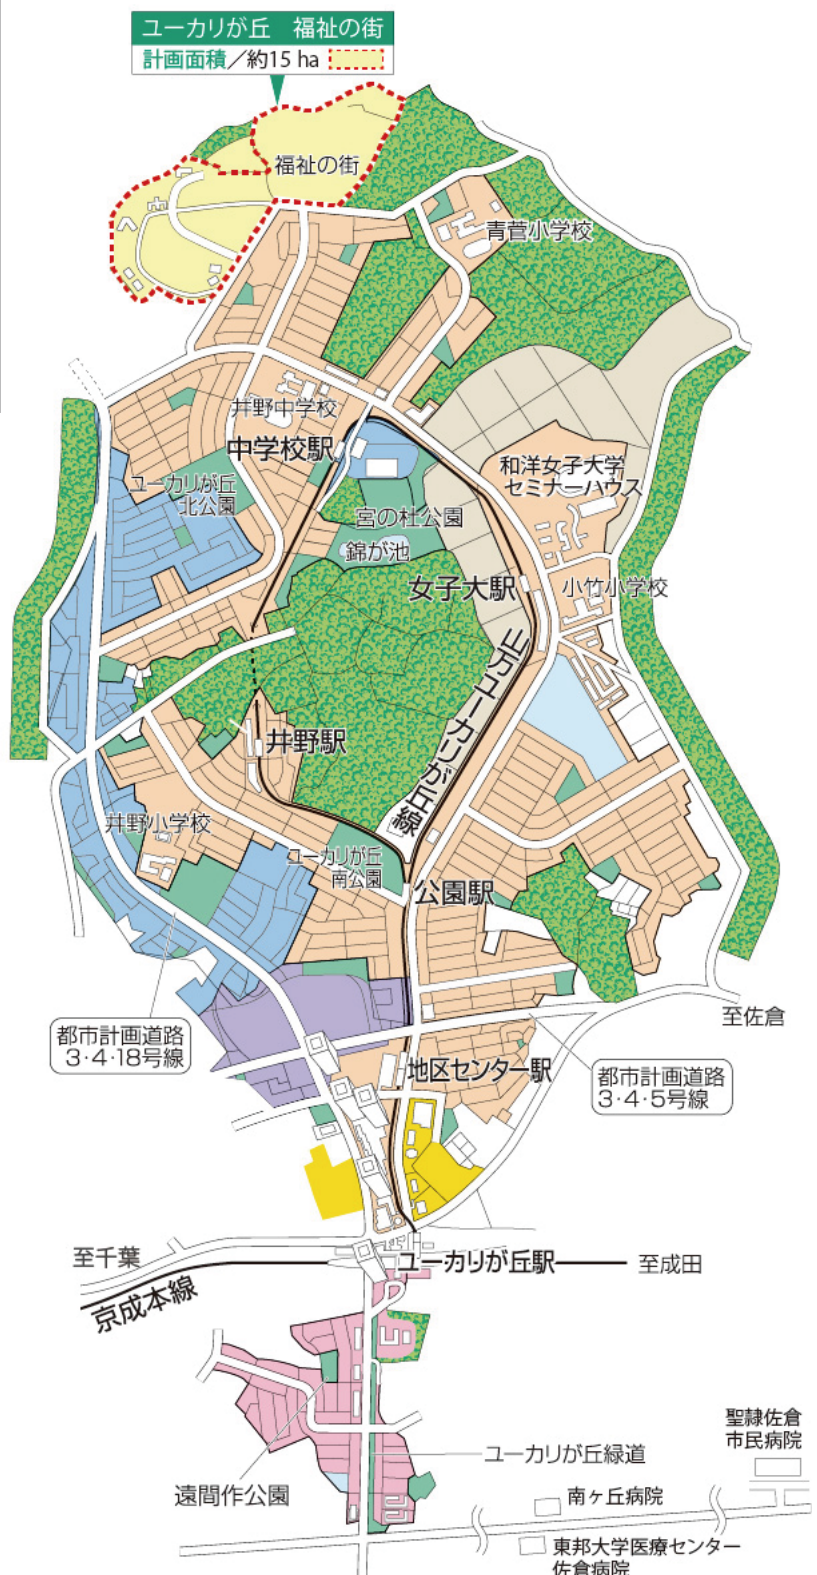 ユーカリが丘 福祉の街
計画面積／約15 ha
福祉の街
青菅小学校
井野中学校
中学校駅
和洋女子大学
セミナーハウス
ユーカリが丘
北公園
宮の杜公園
錦が池
女子大駅
小竹小学校
山万ユーカリが丘線
井野駅
井野小学校
ユーカリが丘
南公園
公園駅
至佐倉
都市計画道路
3・4・18号線
地区センター駅
都市計画道路
3・4・5号線
至千葉
ユーカリが丘駅
至成田
京成本線
聖隷佐倉
市民病院
ユーカリが丘緑道
遠間作公園
南ヶ丘病院
東邦大学医療センター
佐倉病院